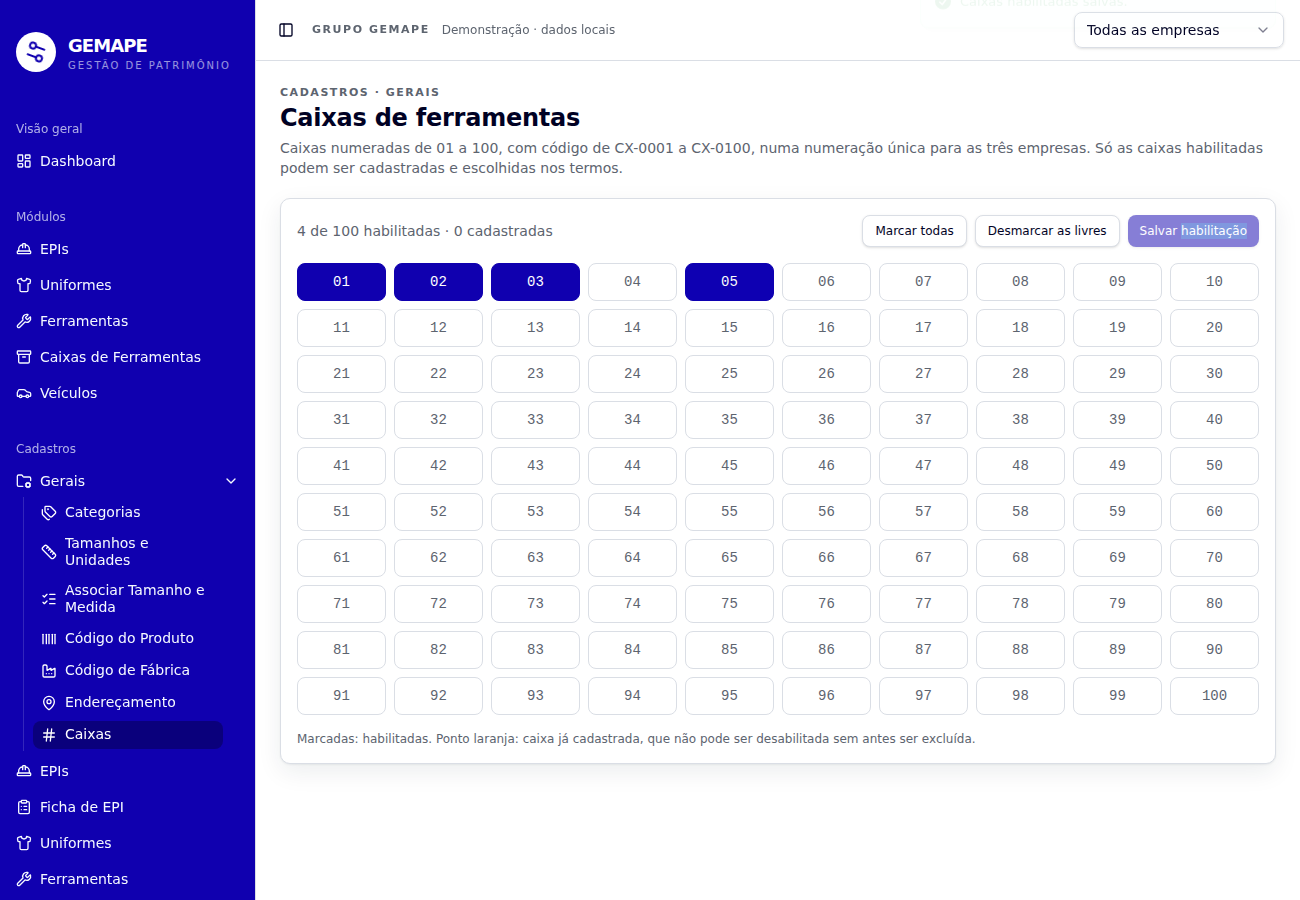 GEMAPE
GESTÃO DE PATRIMÔNIO
Visão geral
Dashboard
Módulos
EPIs
Uniformes
Ferramentas
Caixas de Ferramentas
Veículos
Cadastros
Gerais
Categorias
Tamanhos e
Unidades
Associar Tamanho e
Medida
Código do Produto
Código de Fábrica
Endereçamento
Caixas
EPIs
Ficha de EPI
Uniformes
Ferramentas
GRUPO GEMAPE Demonstração · dados locais
Caixas habilitadas salvas.
Todas as empresas
CADASTROS · GERAIS
Caixas de ferramentas
Caixas numeradas de 01 a 100, com código de CX-0001 a CX-0100, numa numeração única para as três empresas. Só as caixas habilitadas
podem ser cadastradas e escolhidas nos termos.
4 de 100 habilitadas · 0 cadastradas Marcar todas Desmarcar as livres Salvar habilitação
01 02 03 04 05 06 07 08 09 10
11 12 13 14 15 16 17 18 19 20
21 22 23 24 25 26 27 28 29 30
31 32 33 34 35 36 37 38 39 40
41 42 43 44 45 46 47 48 49 50
51 52 53 54 55 56 57 58 59 60
61 62 63 64 65 66 67 68 69 70
71 72 73 74 75 76 77 78 79 80
81 82 83 84 85 86 87 88 89 90
91 92 93 94 95 96 97 98 99 100
Marcadas: habilitadas. Ponto laranja: caixa já cadastrada, que não pode ser desabilitada sem antes ser excluída.